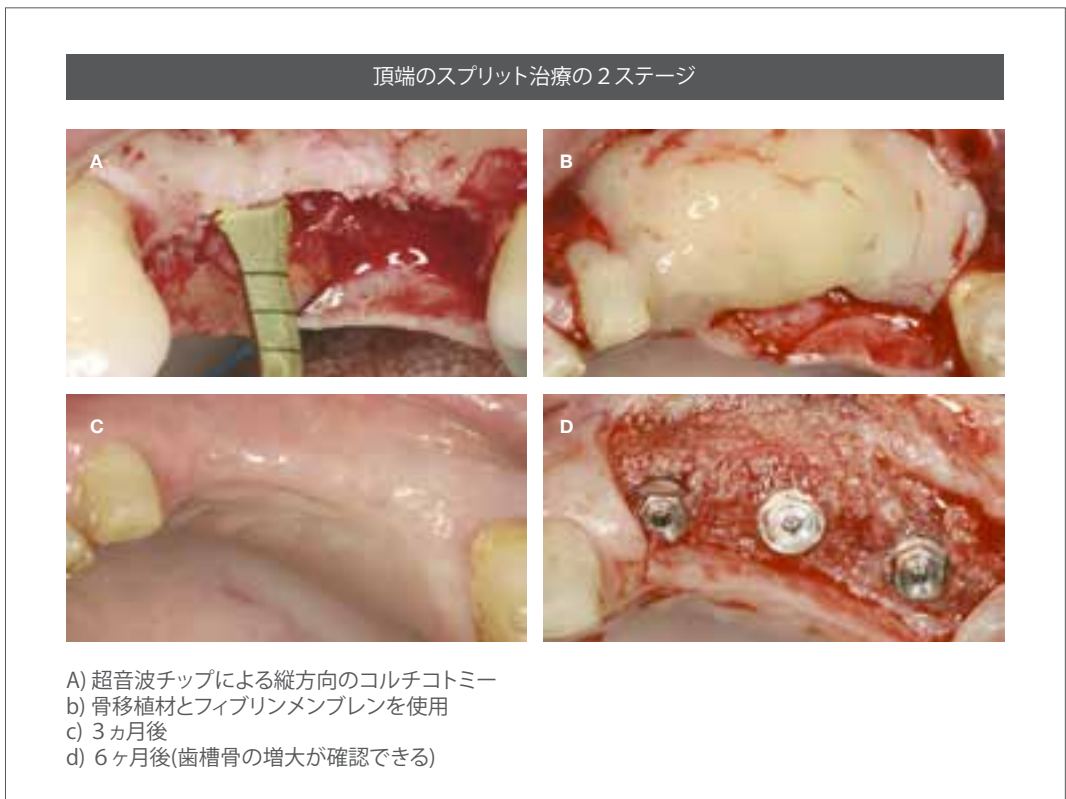 頂端のスプリット治療の２ステージ
A
B
C
D
A) 超音波チップによる縦方向のコルチコトミー
b) 骨移植材とフィブリンメンブレンを使用
c) ３ヵ月後
d) ６ヶ月後(歯槽骨の増大が確認できる)